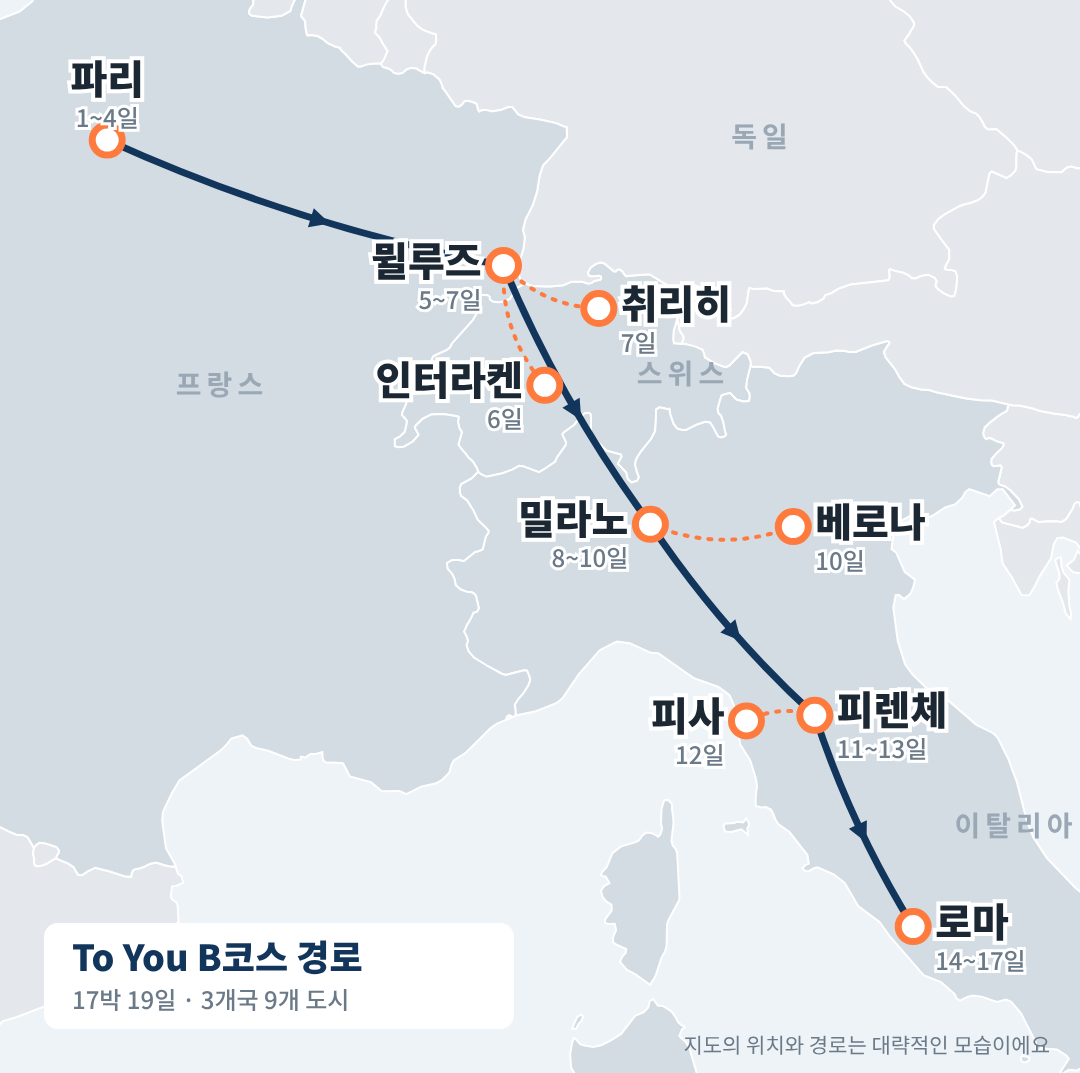 파리
1~4일
독일
뮐루즈
5~7일
취리히
7일
스위스
프랑스
인터라켄
6일
밀라노
8~10일
베로나
10일
피사
12일
피렌체
11~13일
이탈리아
로마
14~17일
To You B코스 경로
17박 19일 · 3개국 9개 도시
지도의 위치와 경로는 대략적인 모습이에요